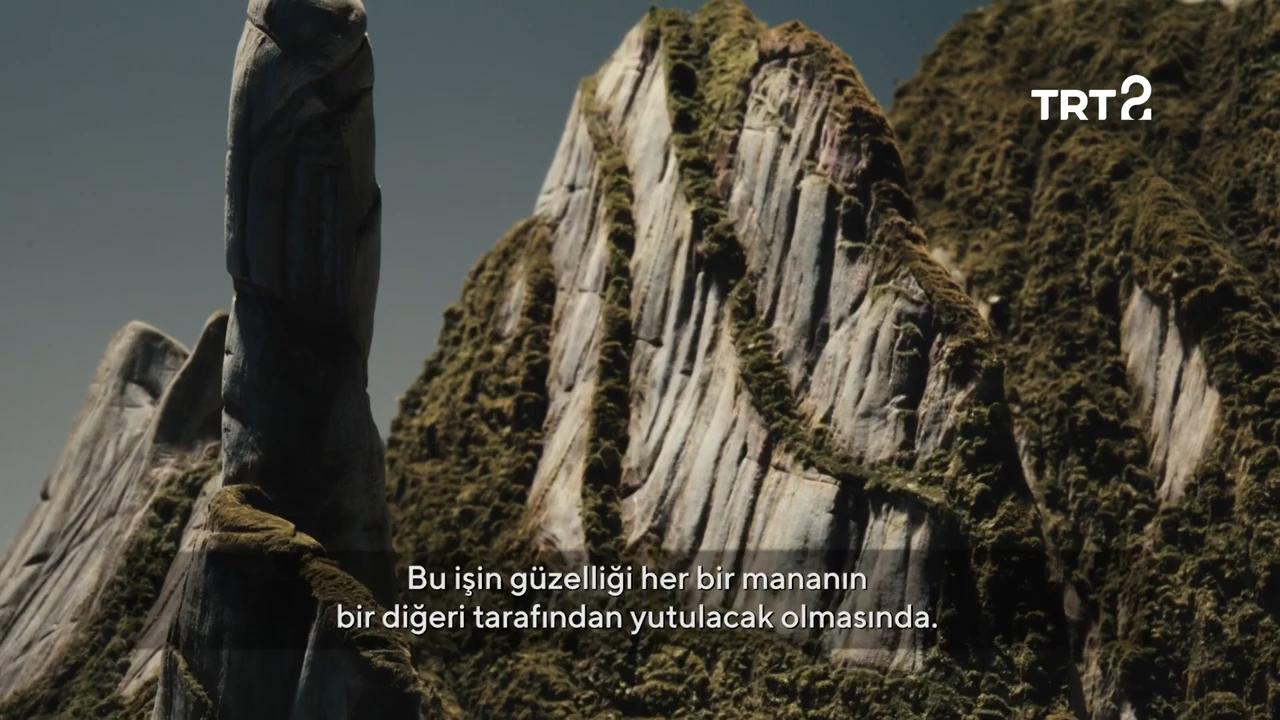 TRT2
Bu işin güzelliği her bir mananın
bir diğeri tarafından yutulacak olmasında.